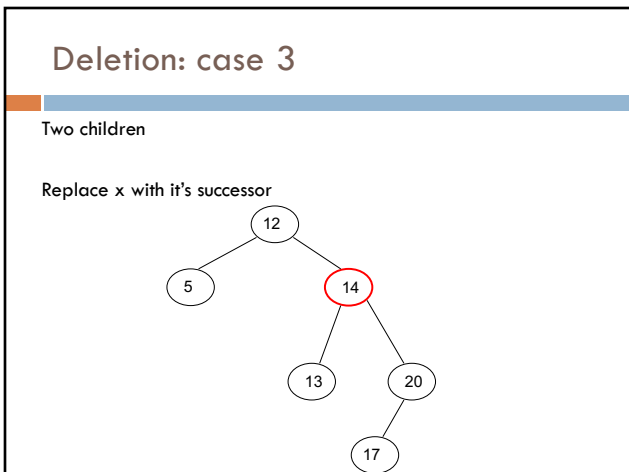 Deletion: case 3
Two children
Replace x with it's successor
12
5
14
13
20
17